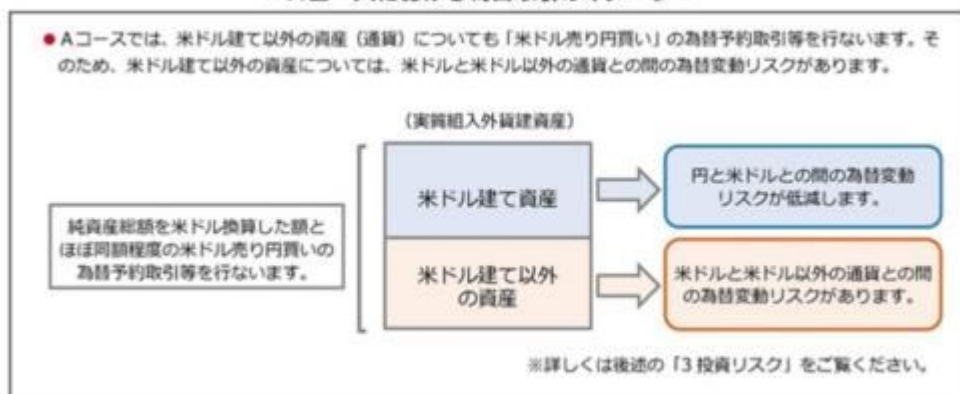 ● Aコースでは、米ドル建て以外の資産（通貨）についても「米ドル売り円買い」の為替予約取引等を行ないます。そ
のため、米ドル建て以外の資産については、米ドルと米ドル以外の通貨との間の為替変動リスクがあります。
（実質組入外貨建資産）
米ドル建て資産
円と米ドルとの間の為替変動
リスクが低減します。
純資産総額を米ドル換算した額と
ほぼ同額程度の米ドル売り円買いの
為替予約取引等を行ないます。
米ドル建て以外
の資産
米ドルと米ドル以外の通貨との間
の為替変動リスクがあります。
※詳しくは後述の「3 投資リスク」をご覧ください。